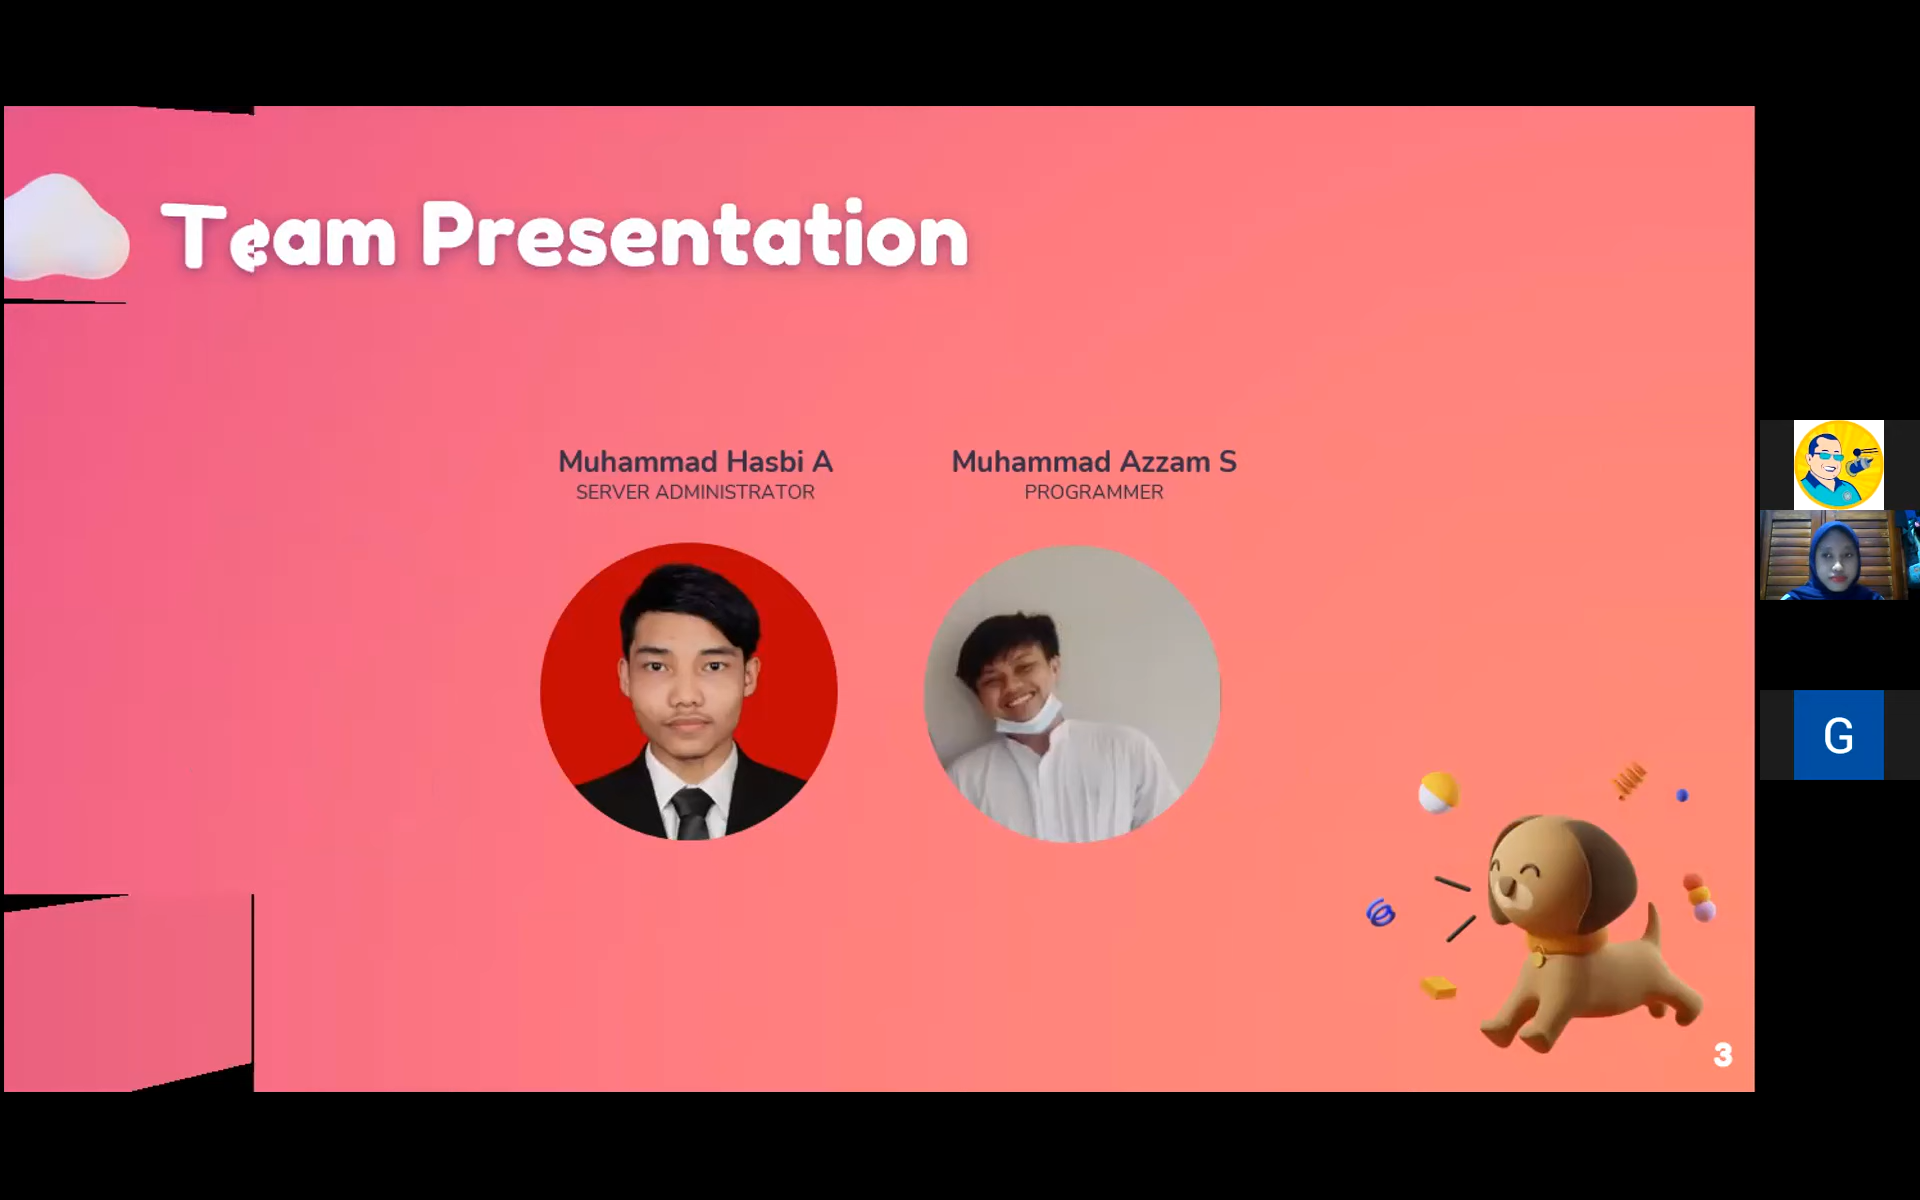 Team Presentation
Muhammad Hasbi A
SERVER ADMINISTRATOR
Muhammad Azzam S
PROGRAMMER
G
3